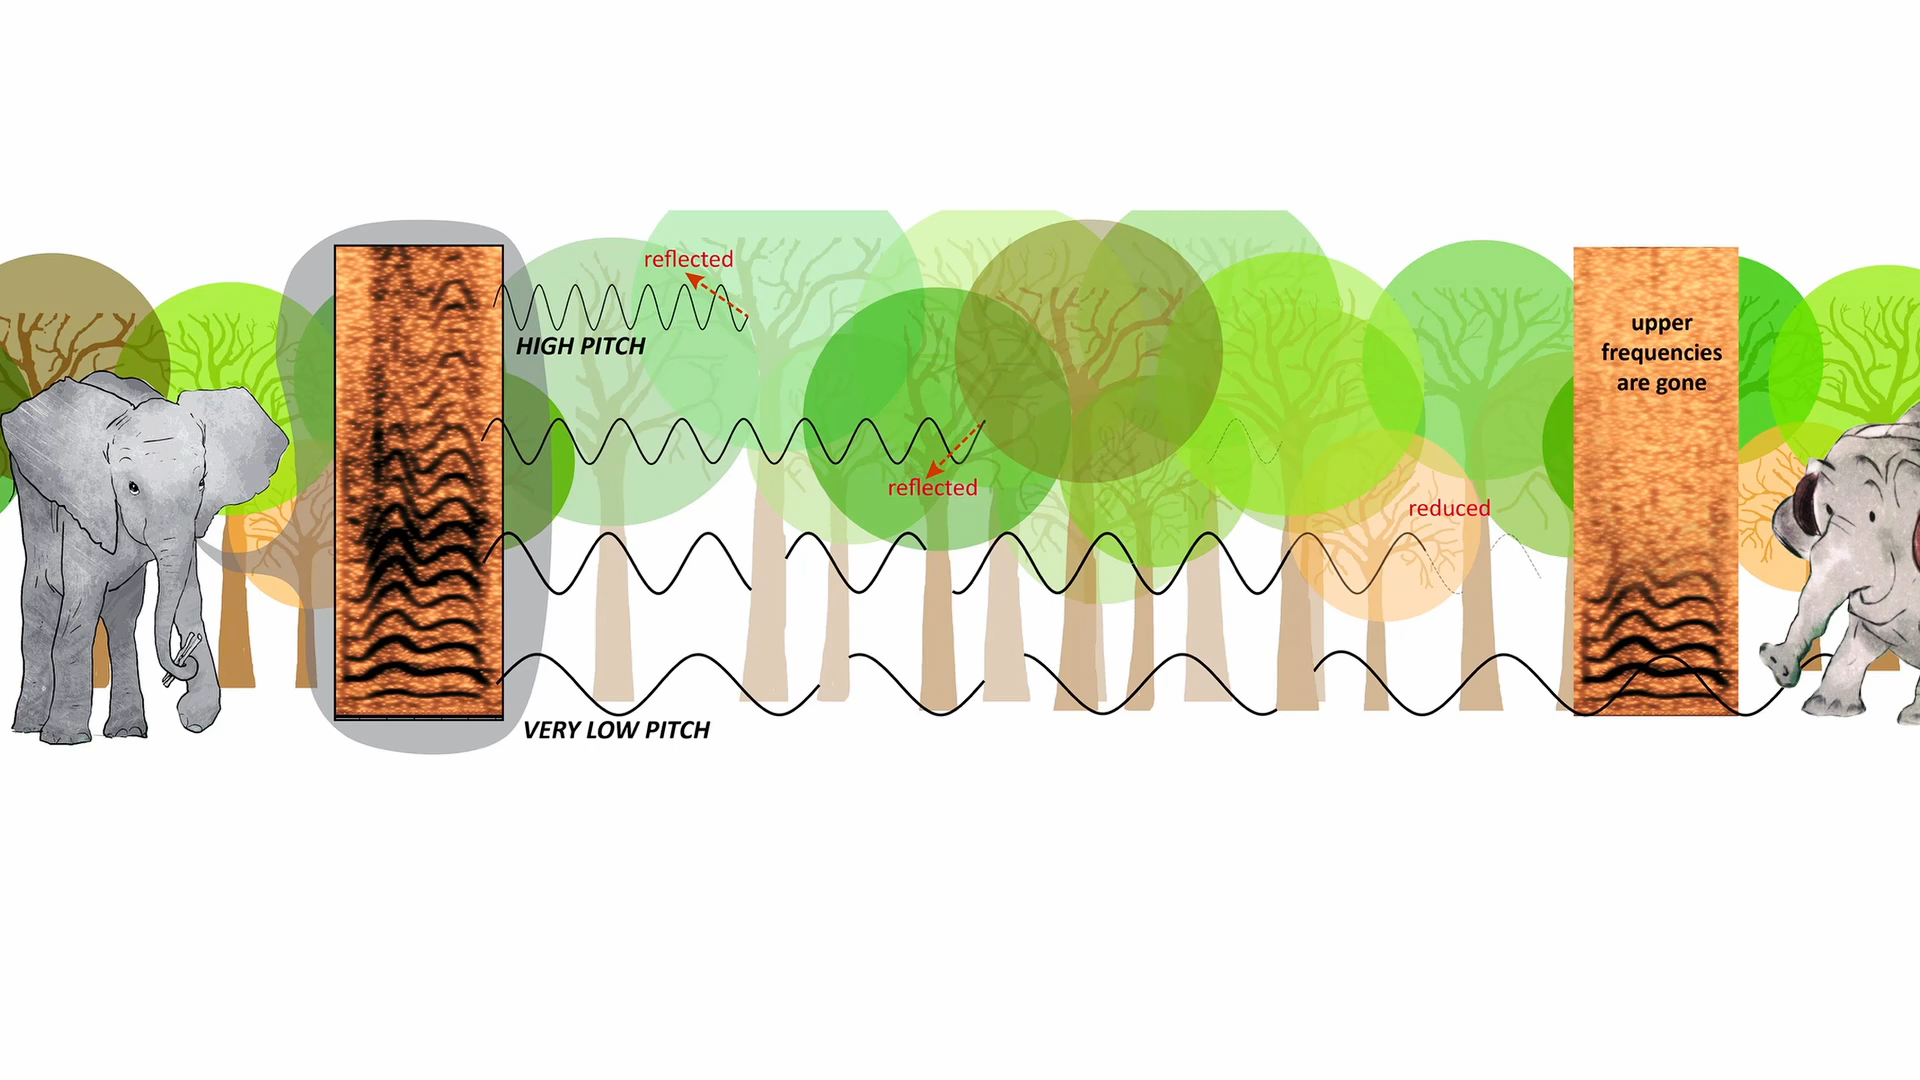 reflected
HIGH PITCH
reflected
reduced
VERY LOW PITCH
upper
frequencies
are gone